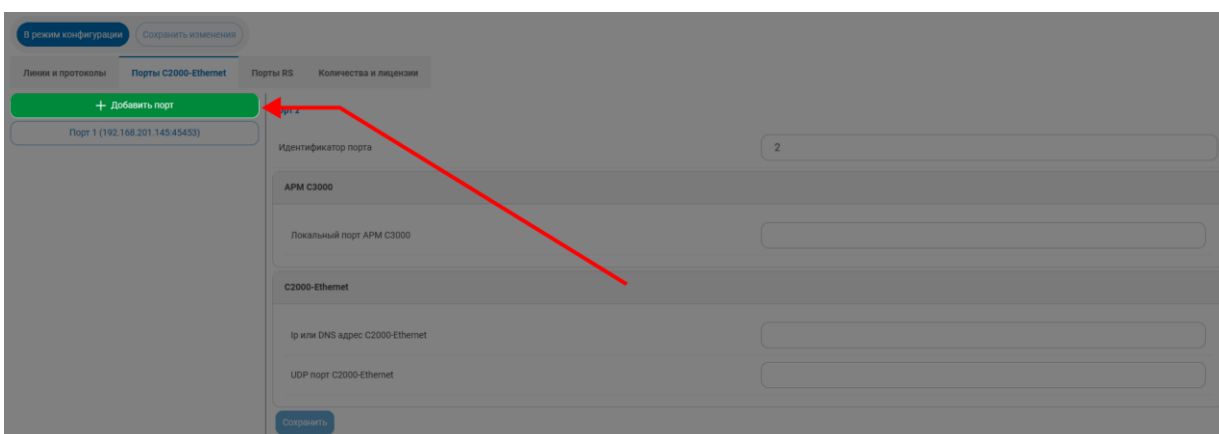 В режим конфигурации Сохранить изменения
Линии и протоколы Порты С2000-Ethernet Порты RS Количества и лицензии
+ Добавить порт
Порт 2
Порт 1 (192.168.201.145:45453)
Идентификатор порта 2
АРМ С3000
Локальный порт АРМ С3000
С2000-Ethernet
Ip или DNS адрес С2000-Ethernet
UDP порт С2000-Ethernet
Сохранить